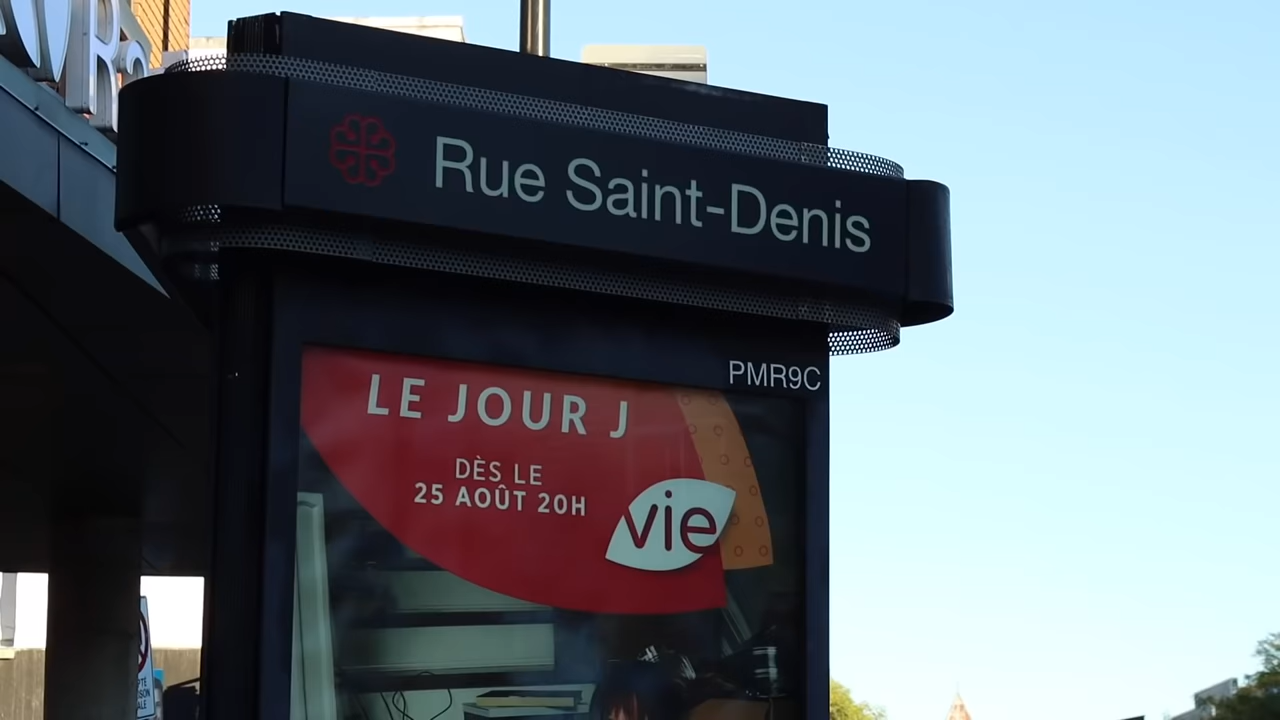 Rue Saint-Denis
PMR9C
LE JOUR J
DÈS LE
25 AOÛT 20H
vie